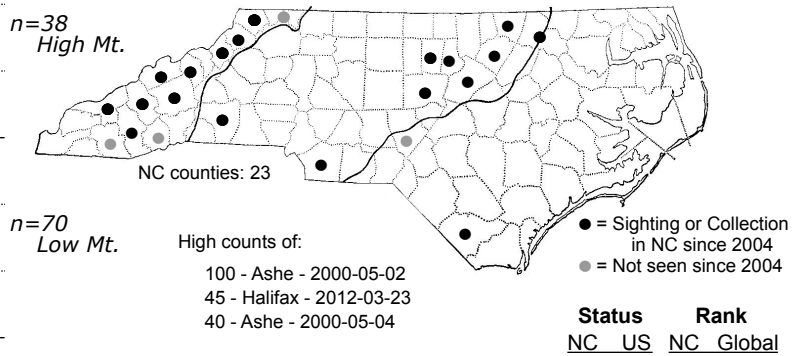 n=38
High Mt.
NC counties: 23
n=70
Low Mt.
High counts of:
100 - Ashe - 2000-05-02
45 - Halifax - 2012-03-23
40 - Ashe - 2000-05-04
= Sighting or Collection
in NC since 2004
= Not seen since 2004
Status Rank
NC US NC Global